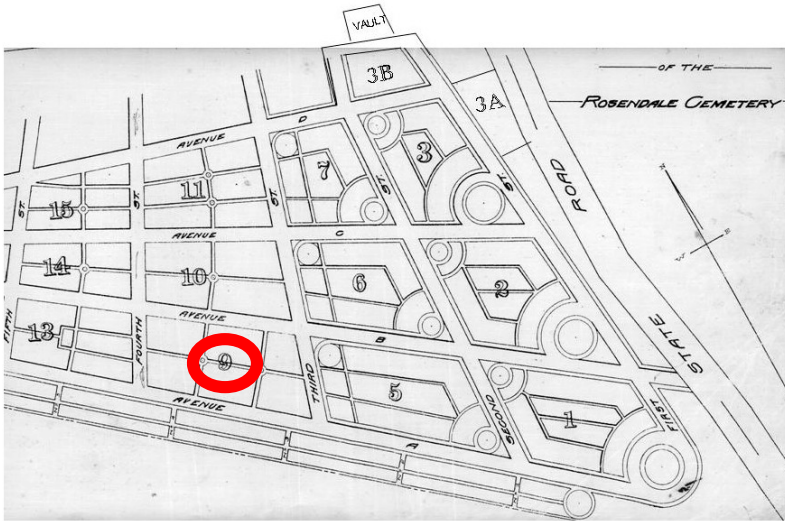 VAULT
OF THE
ROSENDALE CEMETERY
3B
3A
D
AVENUE
3
7
ST.
ST.
ROAD
11
15
ST.
ST.
ST.
N
E
W
AVENUE
C
14
10
6
2
AVENUE
B
STATE
FIFTH
13
FOURTH
9
THIRD
5
SECOND
1
FIRST
AVENUE
A